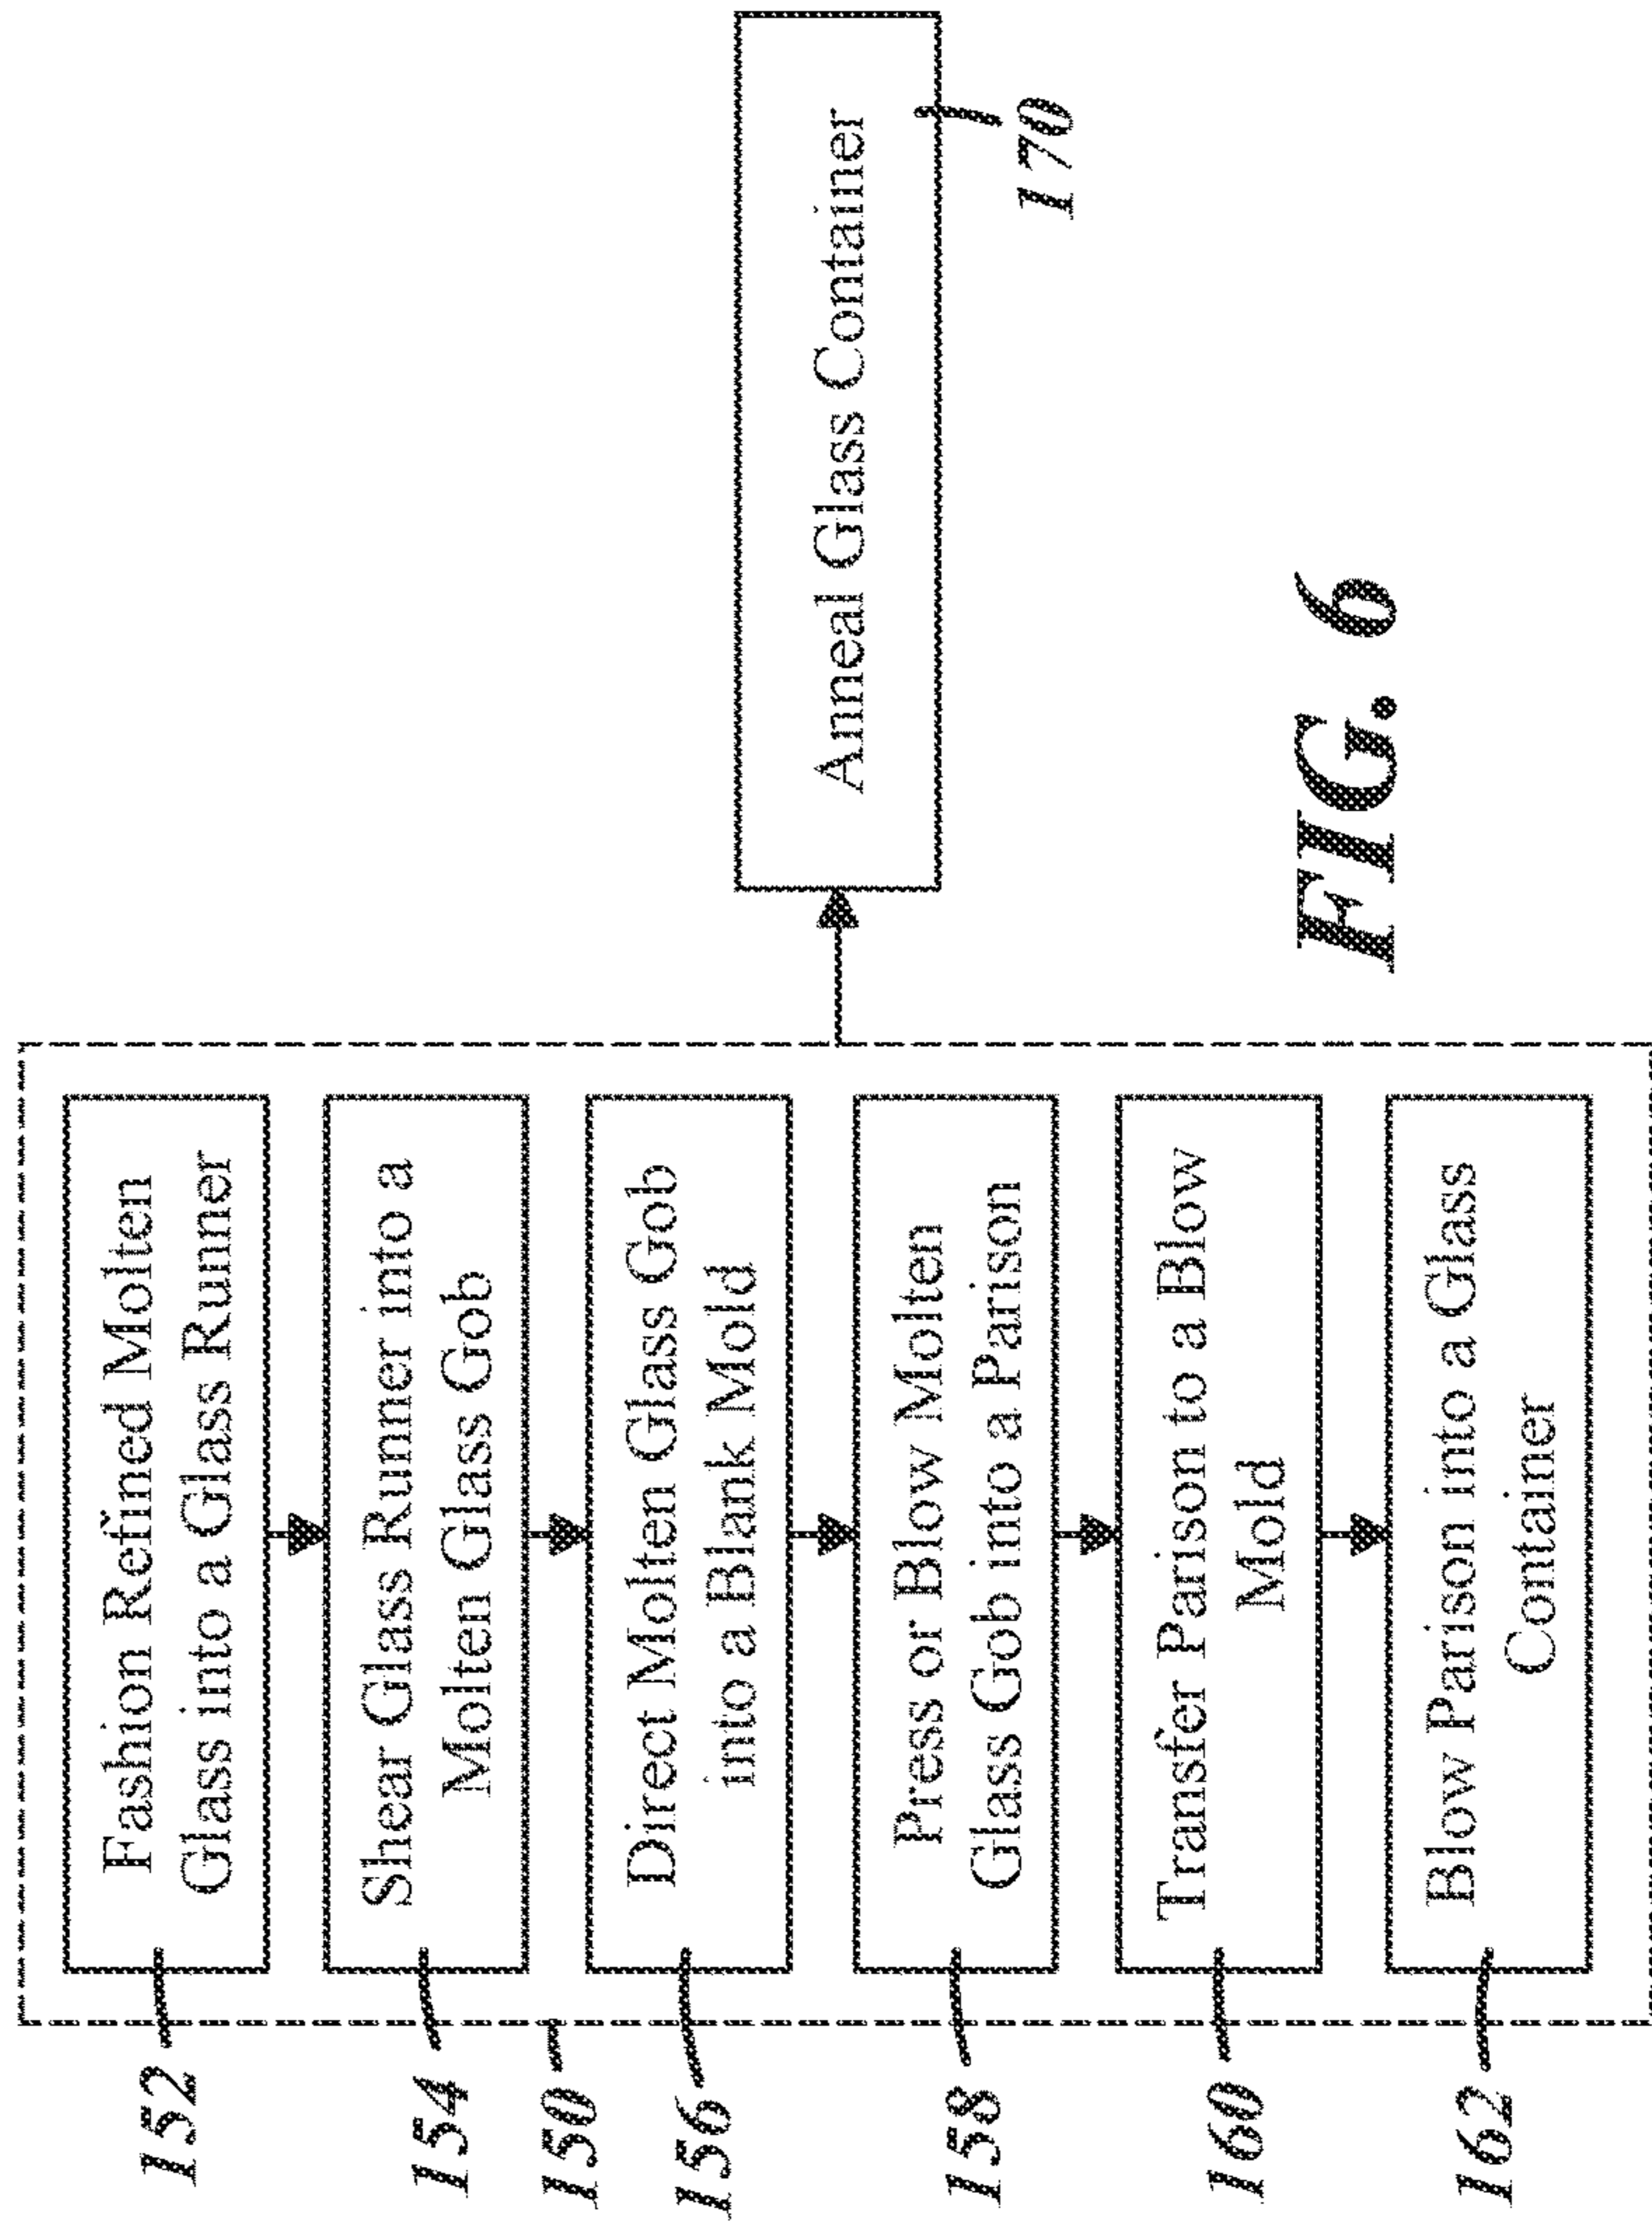 152
Fashion Refined Molten
Glass into a Glass Runner
154
Shear Glass Runner into a
Molten Glass Gob
150
156
Direct Molten Glass Gob
into a Blank Mold
158
Press or Blow Molten
Glass Gob into a Parison
160
Transfer Parison to a Blow
Mold
162
Blow Parison into a Glass
Container
Anneal Glass Container
170
FIG. 6